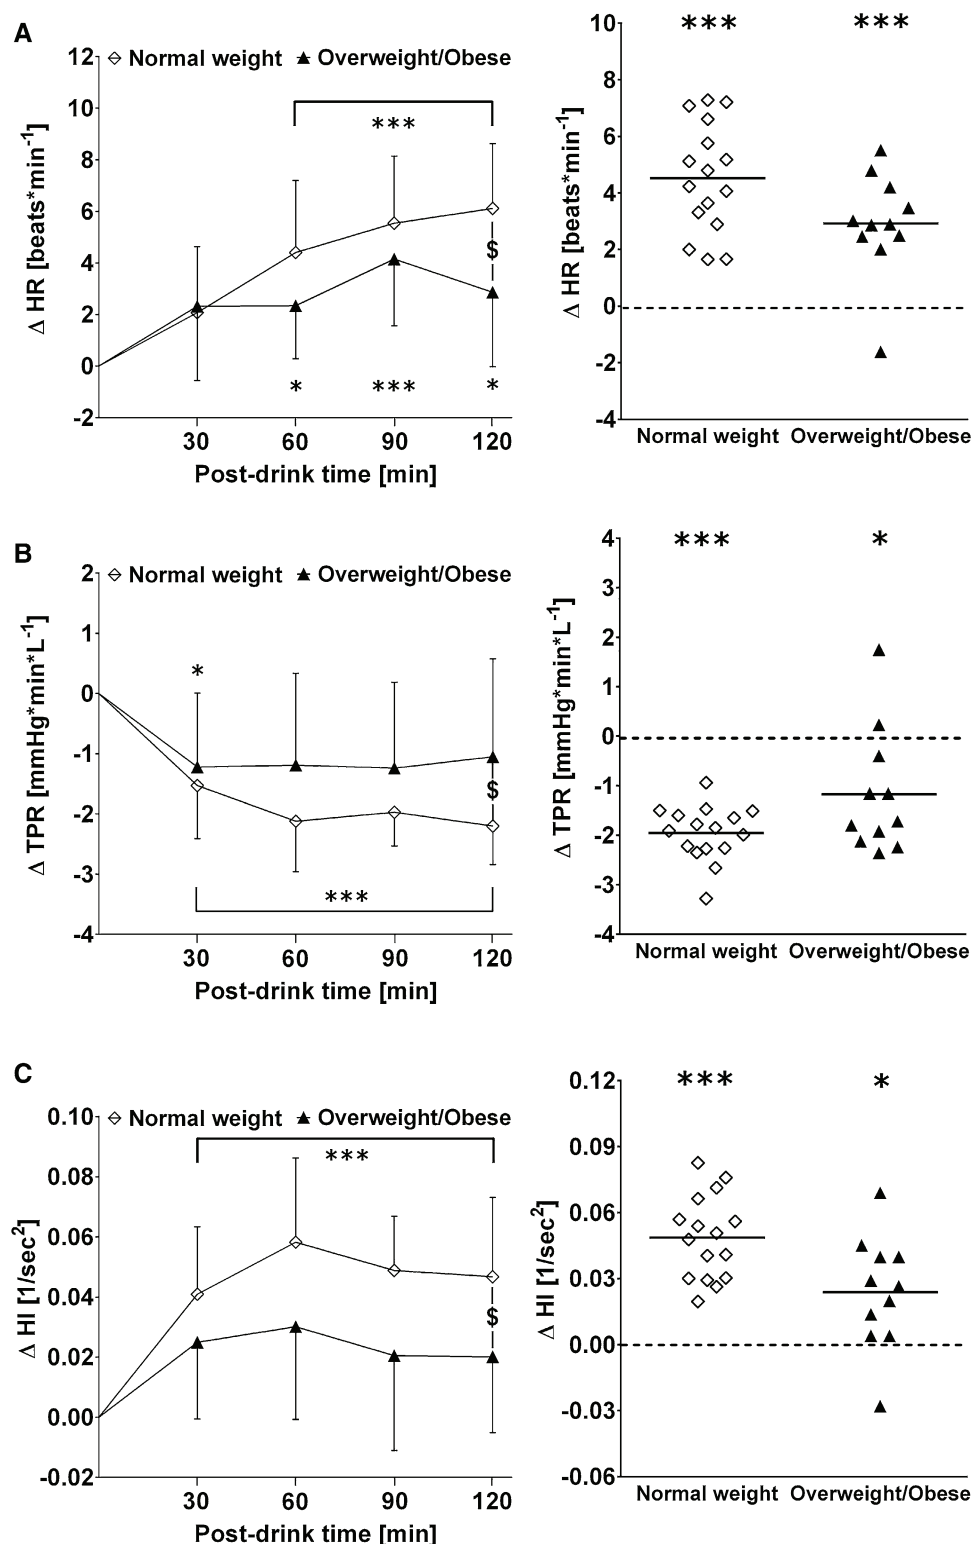 A
Normal weight Overweight/Obese
12
10
8
6
4
2
0
-2
Δ HR [beats*min-1]
***
$
* *** *
30 60 90 120
Post-drink time [min]
*** ***
10
8
6
4
2
0
-2
-4
Δ HR [beats*min-1]
Normal weight Overweight/Obese
B
Normal weight Overweight/Obese
2
1
0
-1
-2
-3
-4
Δ TPR [mmHg*min*L-1]
*
$
***
30 60 90 120
Post-drink time [min]
*** *
4
3
2
1
0
-1
-2
-3
-4
Δ TPR [mmHg*min*L-1]
Normal weight Overweight/Obese
C
Normal weight Overweight/Obese
0.10
0.08
0.06
0.04
0.02
0.00
-0.02
Δ HI [1/sec2]
***
$
30 60 90 120
Post-drink time [min]
*** *
0.12
0.09
0.06
0.03
0.00
-0.03
-0.06
Δ HI [1/sec2]
Normal weight Overweight/Obese